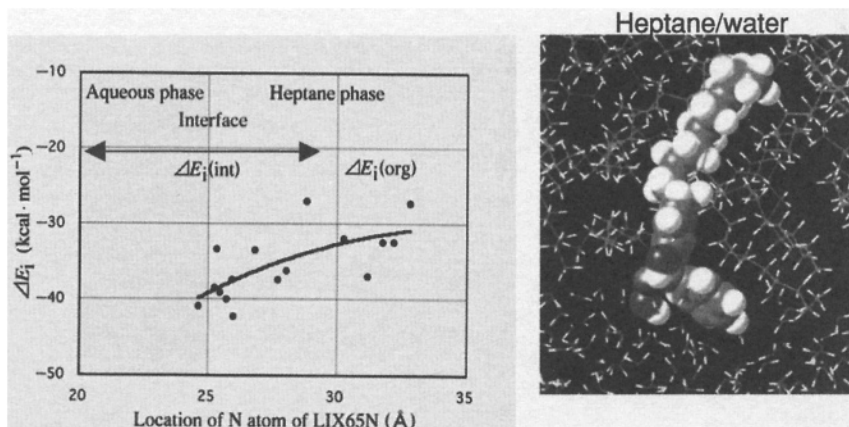 Heptane/water
−10
Aqueous phase Heptane phase
Interface
−20
ΔEi(int) ΔEi(org)
−30
−40
−50
ΔEi (kcal·mol⁻¹)
20 25 30 35
Location of N atom of LIX65N (Å)